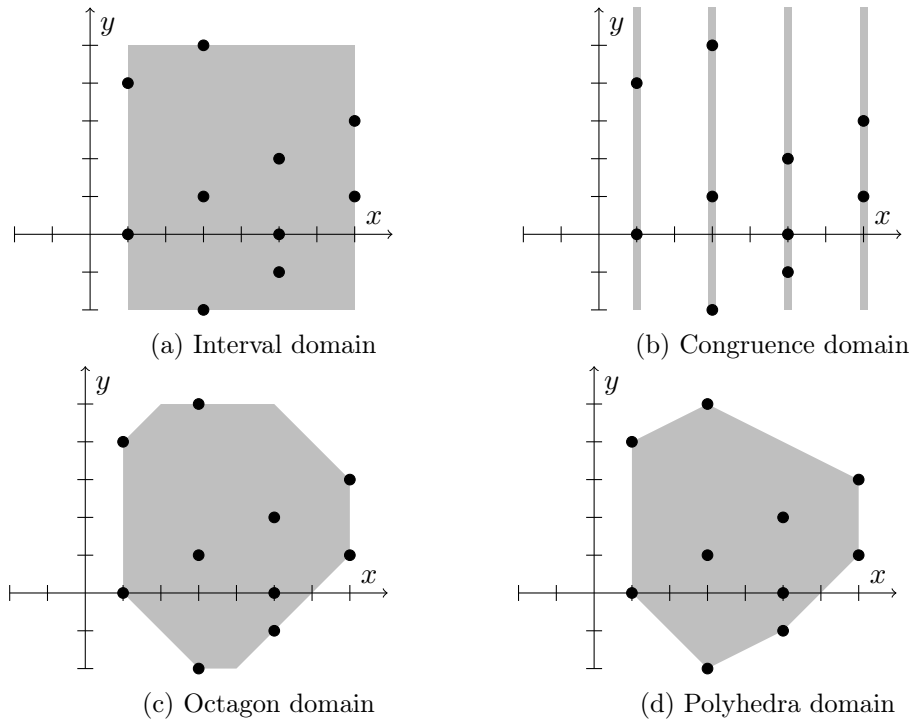 y
x
(a) Interval domain
y
x
(b) Congruence domain
y
x
(c) Octagon domain
y
x
(d) Polyhedra domain